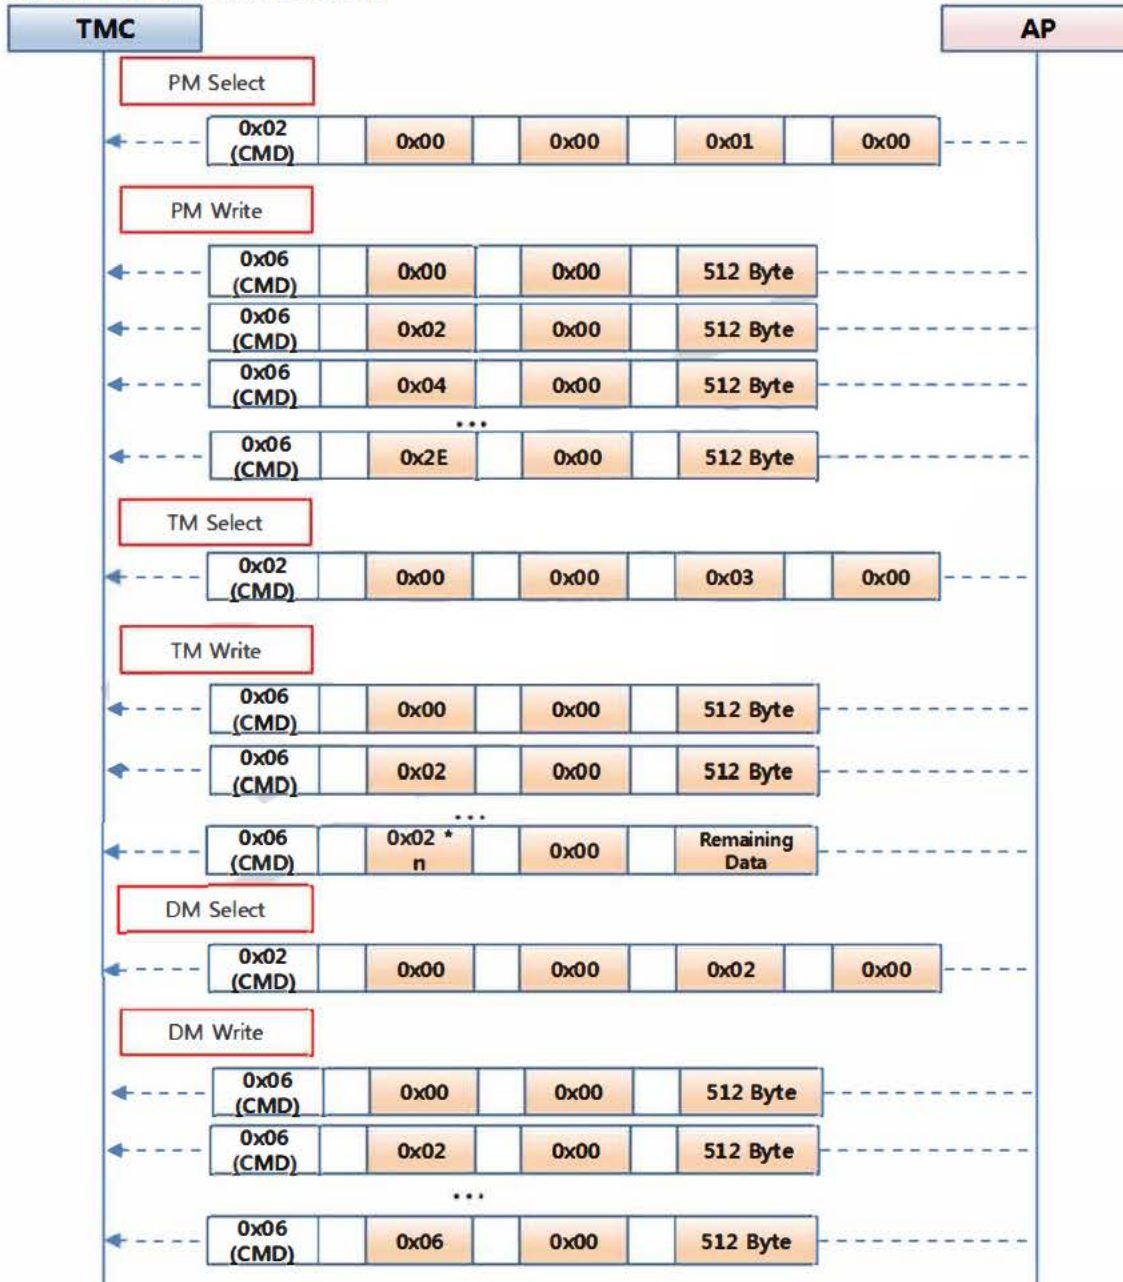 TMC AP
PM Select
0x02 (CMD) 0x00 0x00 0x01 0x00
PM Write
0x06 (CMD) 0x00 0x00 512 Byte
0x06 (CMD) 0x02 0x00 512 Byte
0x06 (CMD) 0x04 0x00 512 Byte
...
0x06 (CMD) 0x2E 0x00 512 Byte
TM Select
0x02 (CMD) 0x00 0x00 0x03 0x00
TM Write
0x06 (CMD) 0x00 0x00 512 Byte
0x06 (CMD) 0x02 0x00 512 Byte
...
0x06 (CMD) 0x02 * n 0x00 Remaining Data
DM Select
0x02 (CMD) 0x00 0x00 0x02 0x00
DM Write
0x06 (CMD) 0x00 0x00 512 Byte
0x06 (CMD) 0x02 0x00 512 Byte
...
0x06 (CMD) 0x06 0x00 512 Byte